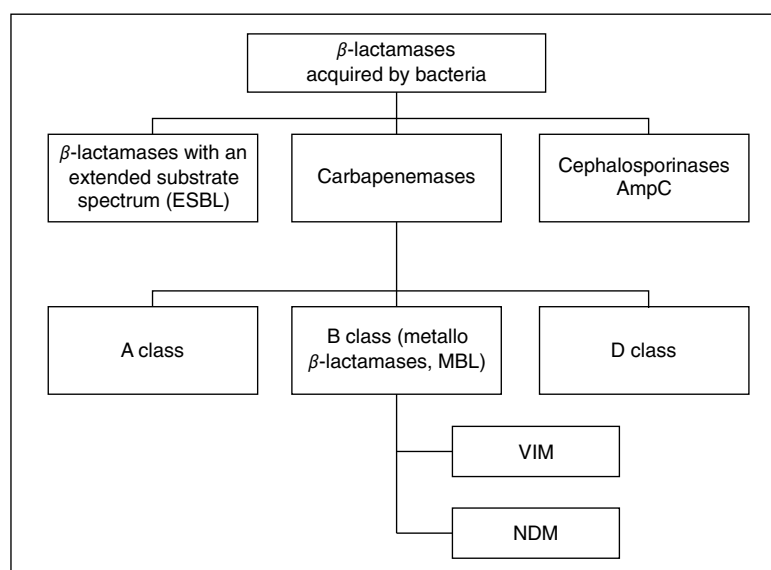 β-lactamases
acquired by bacteria
β-lactamases with an
extended substrate
spectrum (ESBL)
Carbapenemases
Cephalosporinases
AmpC
A class
B class (metallo
β-lactamases, MBL)
D class
VIM
NDM